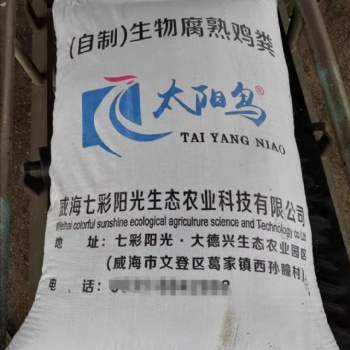 (自制)生物腐熟鸡粪
太阳鸟®
TAI YANG NIAO
威海七彩阳光生态农业科技有限公司
Weihai colorful sunshine ecological agriculrure science and Technology co Ltd
地 址: 七彩阳光·大德兴生态农业园区
(威海市文登区葛家镇西孙疃村)
电 话: